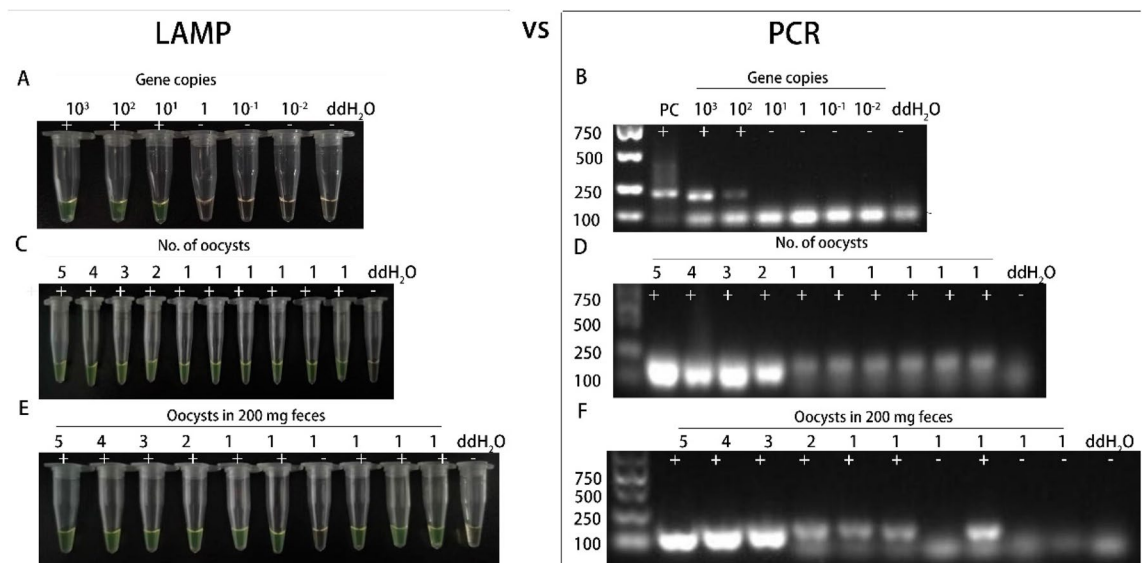 LAMP VS PCR
A
Gene copies
10³ 10² 10¹ 1 10⁻¹ 10⁻² ddH₂O
+ + + - - - -
B
Gene copies
PC 10³ 10² 10¹ 1 10⁻¹ 10⁻² ddH₂O
+ + + - - - - -
750
500
250
100
C
No. of oocysts
5 4 3 2 1 1 1 1 1 1 ddH₂O
+ + + + + + + + + + -
D
No. of oocysts
5 4 3 2 1 1 1 1 1 1 ddH₂O
+ + + + + + + + + + -
750
500
250
100
E
Oocysts in 200 mg feces
5 4 3 2 1 1 1 1 1 1 ddH₂O
+ + + + + + - + + + -
F
Oocysts in 200 mg feces
5 4 3 2 1 1 1 1 1 1 ddH₂O
+ + + + + + - + - - -
750
500
250
100